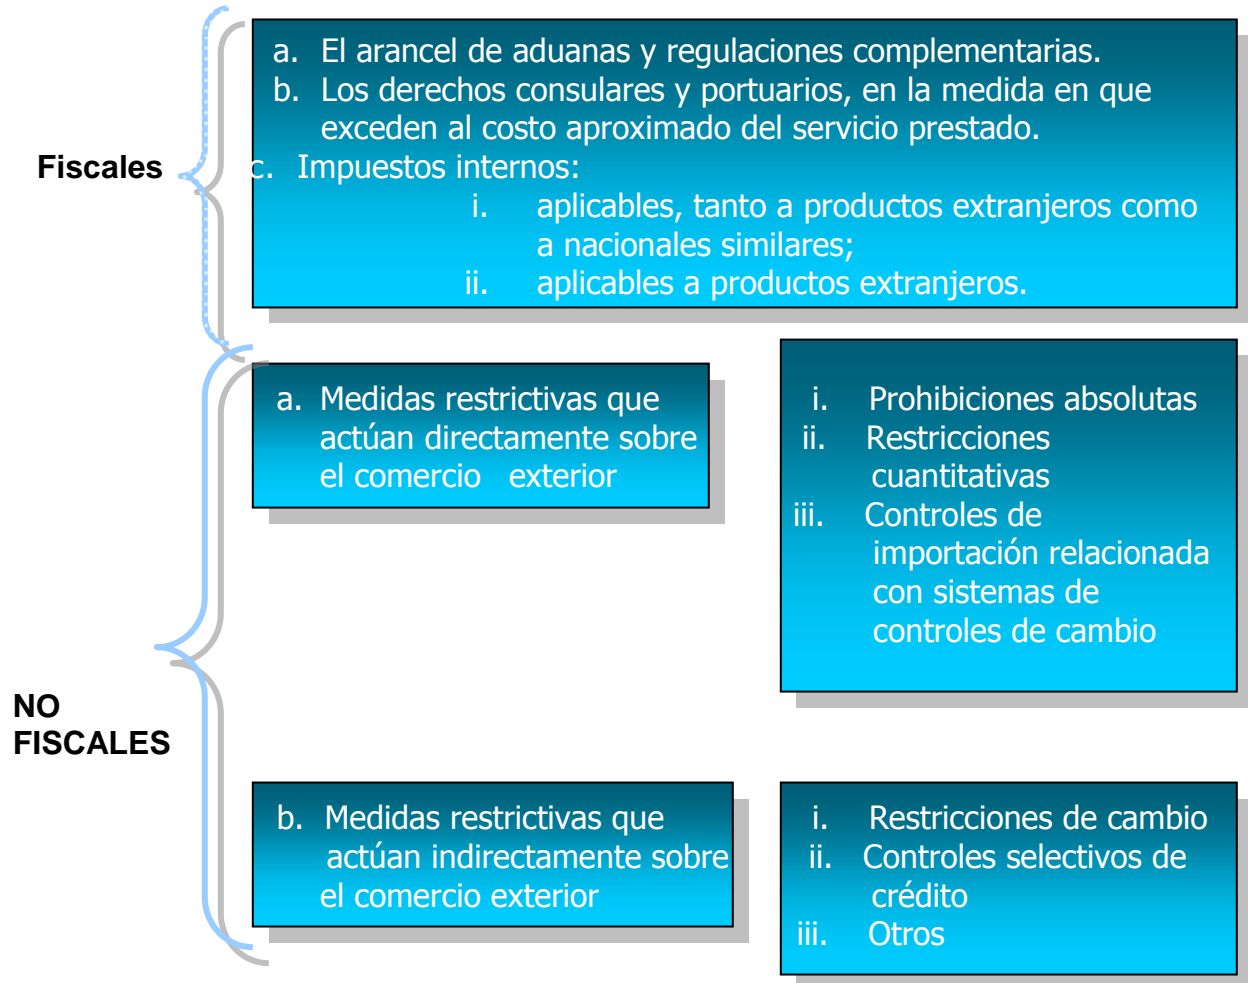 Fiscales
a. El arancel de aduanas y regulaciones complementarias.
b. Los derechos consulares y portuarios, en la medida en que
exceden al costo aproximado del servicio prestado.
c. Impuestos internos:
i. aplicables, tanto a productos extranjeros como
a nacionales similares;
ii. aplicables a productos extranjeros.
NO
FISCALES
a. Medidas restrictivas que
actúan directamente sobre
el comercio exterior
i. Prohibiciones absolutas
ii. Restricciones
cuantitativas
iii. Controles de
importación relacionada
con sistemas de
controles de cambio
b. Medidas restrictivas que
actúan indirectamente sobre
el comercio exterior
i. Restricciones de cambio
ii. Controles selectivos de
crédito
iii. Otros